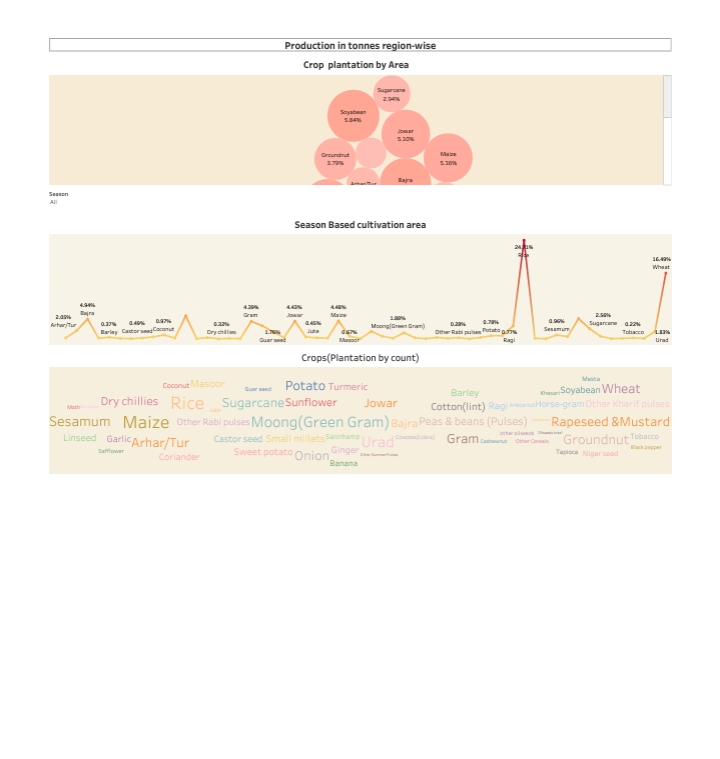 Production in tonnes region-wise
Crop plantation by Area
Sugarcane
2.94%
Soyabean
5.84%
Jowar
5.10%
Groundnut
3.79%
Maize
5.36%
Arhar/Tur
Bajra
Season
All
Season Based cultivation area
2.05%
Arhar/Tur
4.94%
Bajra
0.37%
Barley
0.49%
Castor seed
0.97%
Coconut
0.32%
Dry chillies
4.39%
Gram
1.76%
Guar seed
4.43%
Jowar
0.45%
Jute
4.48%
Maize
0.67%
Masoor
1.88%
Moong(Green Gram)
0.28%
Other Rabi pulses
0.78%
Potato
0.77%
Ragi
Rice
0.96%
Sesamum
2.56%
Sugarcane
0.22%
Tobacco
16.49%
Wheat
1.83%
Urad
Crops(Plantation by count)
Coconut Masoor Guar seed Potato Turmeric Barley Mesta Khesari Soyabean Wheat
Moth Dry chillies Rice Sugarcane Sunflower Jowar Cotton(lint) Ragi Horse-gram Other Kharif pulses
Sesamum Maize Other Rabi pulses Moong(Green Gram) Bajra Peas & beans (Pulses) Rapeseed &Mustard
Linseed Garlic Arhar/Tur Castor seed Small millets Sannhamp Urad Gram Cashewnut other oilseeds Other Cereals Groundnut Tobacco
Safflower Coriander Sweet potato Onion Ginger Other Summer Pulses Tapioca Niger seed Black pepper
Banana